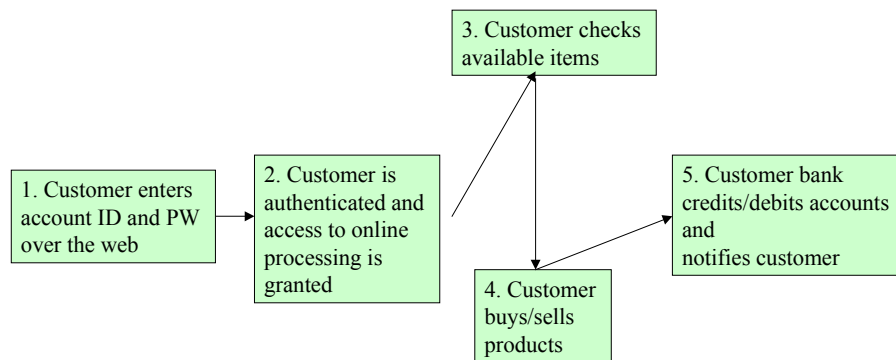 1. Customer enters
account ID and PW
over the web
2. Customer is
authenticated and
access to online
processing is
granted
3. Customer checks
available items
4. Customer
buys/sells
products
5. Customer bank
credits/debits accounts
and
notifies customer